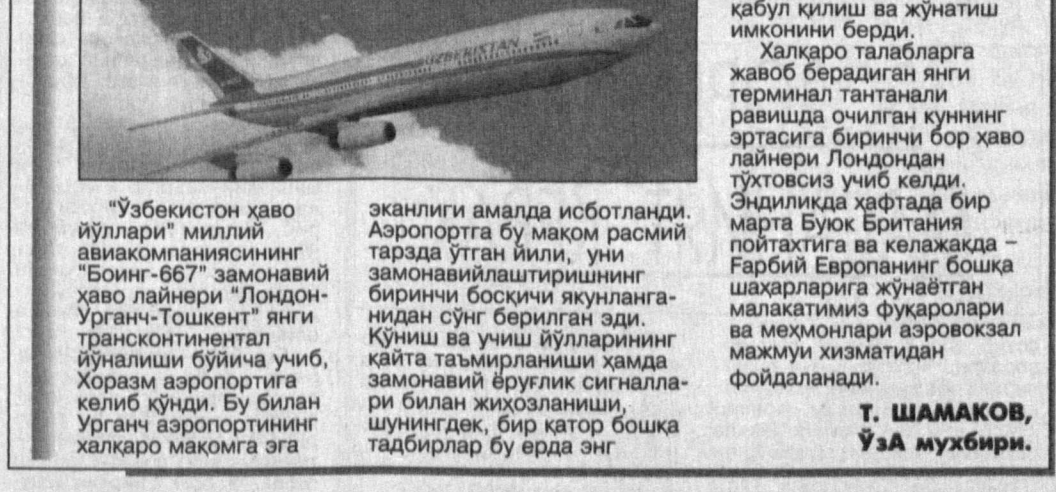 UZBEKISTAN
"Ўзбекистон ҳаво
йўллари" миллий
авиакомпаниясининг
"Боинг-667" замонавий
ҳаво лайнери "Лондон-
Урганч-Тошкент" янги
трансконтинентал
йўналиши бўйича учиб,
Хоразм аэропортига
келиб қўнди. Бу билан
Урганч аэропортининг
халқаро мақомга эга
эканлиги амалда исботланди.
Аэропортга бу мақом расмий
тарзда ўтган йили, уни
замонавийлаштиришнинг
биринчи босқичи якунланга-
нидан сўнг берилган эди.
Қўниш ва учиш йўлларининг
қайта таъмирланиши ҳамда
замонавий ёруғлик сигналла-
ри билан жиҳозланиши,
шунингдек, бир қатор бошқа
тадбирлар бу ерда энг
қабул қилиш ва жўнатиш
имконини берди.
Халқаро талабларга
жавоб берадиган янги
терминал тантанали
равишда очилган куннинг
эртасига биринчи бор ҳаво
лайнери Лондондан
тўхтовсиз учиб келди.
Эндиликда ҳафтада бир
марта Буюк Британия
пойтахтига ва келажакда –
Ғарбий Европанинг бошқа
шаҳарларига жўнаётган
малакатимиз фуқаролари
ва меҳмонлари аэровокзал
мажмуи хизматидан
фойдаланади.
Т. ШАМАКОВ,
ЎзА мухбири.